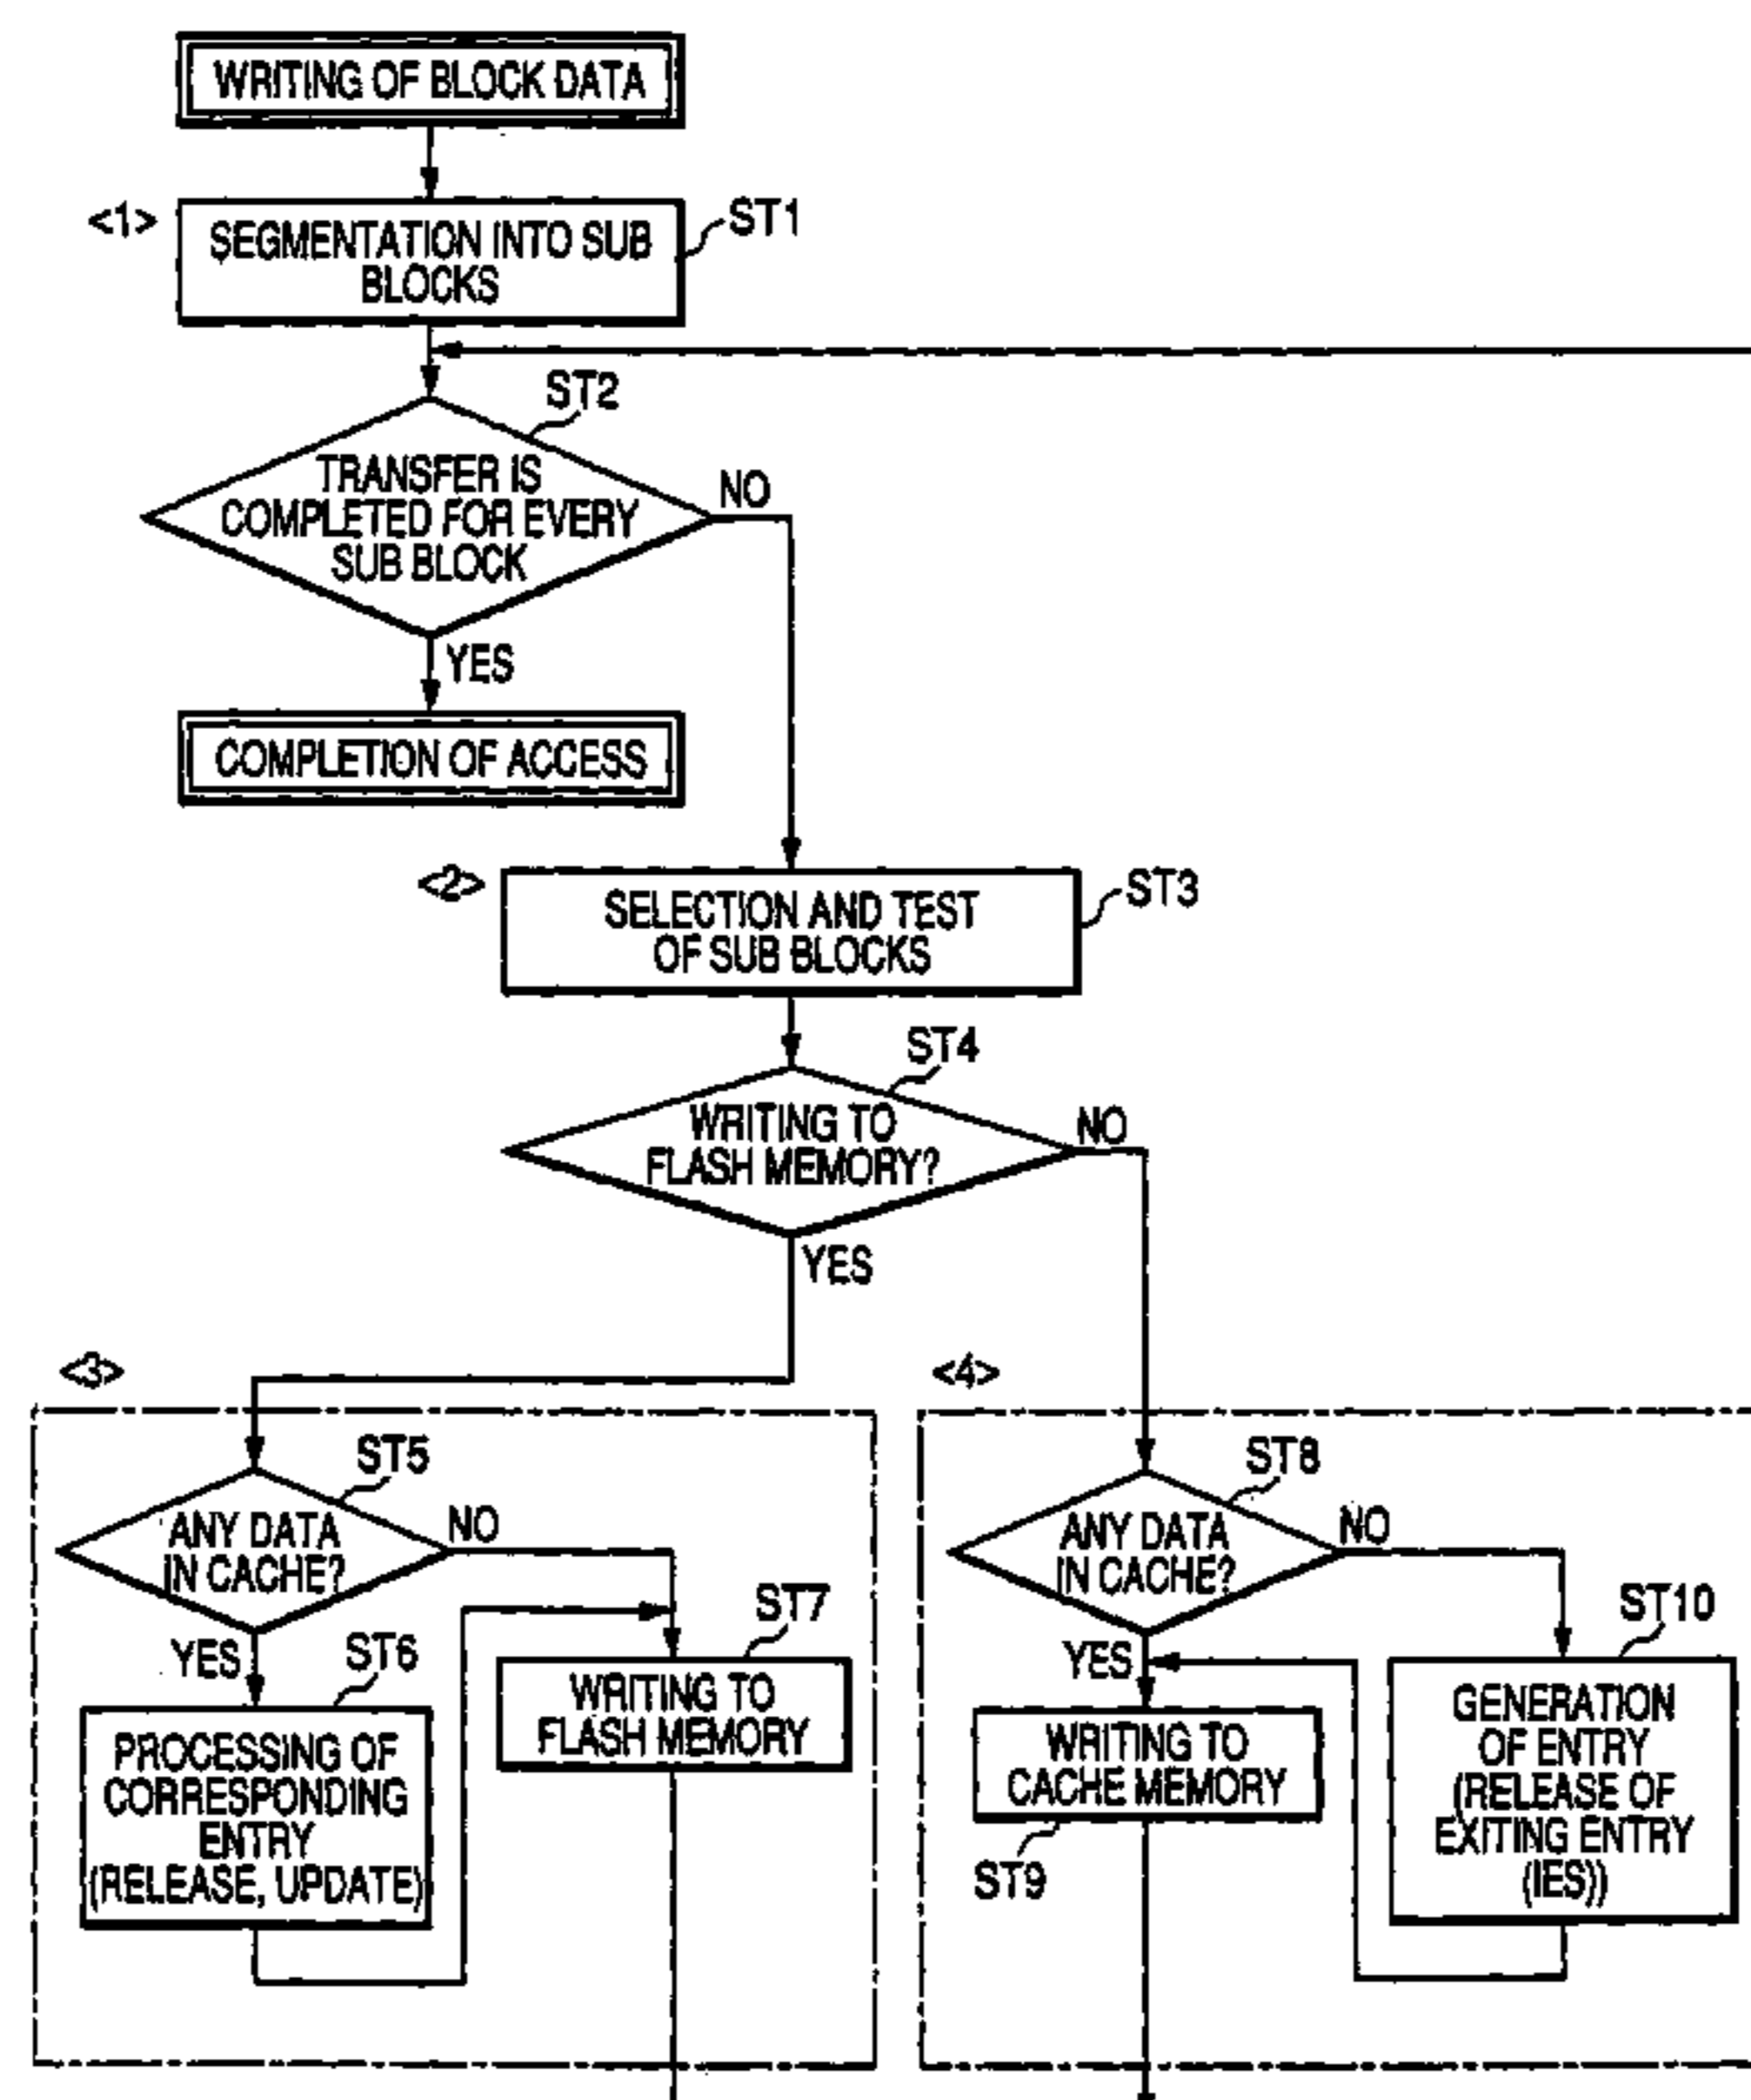 WRITING OF BLOCK DATA
<1>
ST1
SEGMENTATION INTO SUB
BLOCKS
ST2
TRANSFER IS
COMPLETED FOR EVERY
SUB BLOCK
NO
YES
COMPLETION OF ACCESS
<2>
ST3
SELECTION AND TEST
OF SUB BLOCKS
ST4
WRITING TO
FLASH MEMORY?
NO
YES
<3>
ST5
ANY DATA
IN CACHE?
NO
YES
ST6
PROCESSING OF
CORRESPONDING
ENTRY
(RELEASE, UPDATE)
ST7
WRITING TO
FLASH MEMORY
<4>
ST8
ANY DATA
IN CACHE?
NO
YES
WRITING TO
CACHE MEMORY
ST9
ST10
GENERATION
OF ENTRY
(RELEASE OF
EXITING ENTRY
(IES))